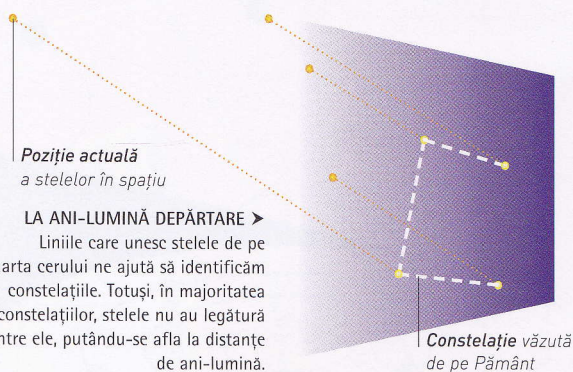 Poziție actuală
a stelelor în spațiu
LA ANI-LUMINĂ DEPĂRTARE ➤
Liniile care unesc stelele de pe
arta cerului ne ajută să identificăm
constelațiile. Totuși, în majoritatea
constelațiilor, stelele nu au legătură
ntre ele, putându-se afla la distanțe
de ani-lumină.
Constelație văzută
de pe Pământ